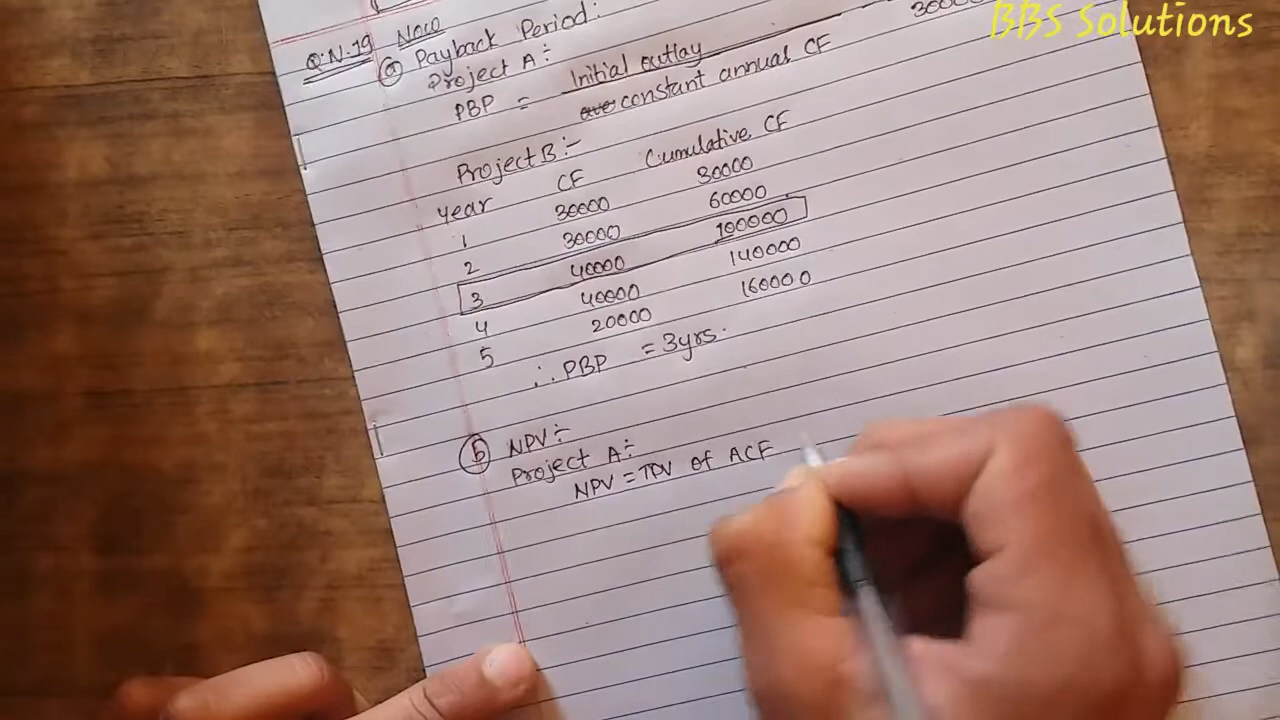 BBS Solutions
Q.N-19 Now
a Payback Period:
Project A:
PBP = Initial outlay
constant annual CF
Project B:-
year CF Cumulative CF
1 30000 30000
2 30000 60000
3 40000 100000
4 40000 140000
5 20000 160000
∴ PBP = 3yrs.
b NPV:
Project A:
NPV = TPV of ACF